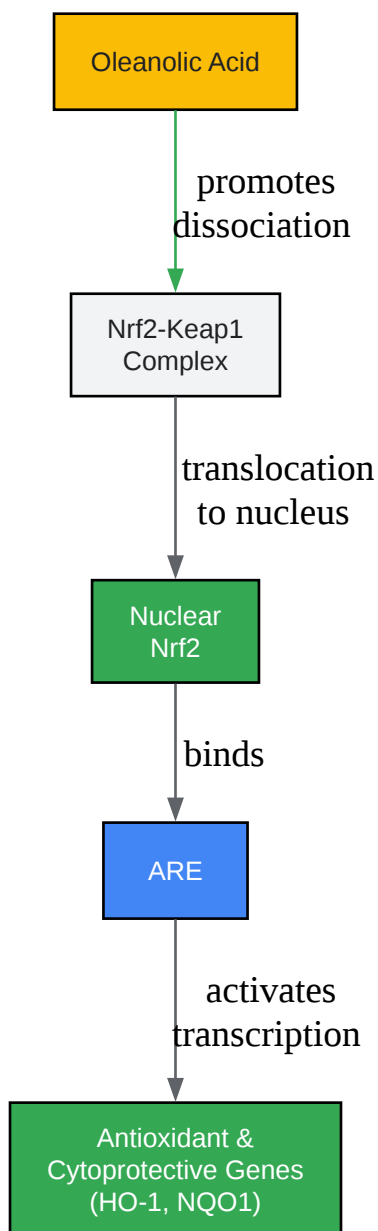 Oleanolic Acid
promotes
dissociation
Nrf2-Keap1
Complex
translocation
to nucleus
Nuclear
Nrf2
binds
ARE
activates
transcription
Antioxidant &
Cytoprotective Genes
(HO-1, NQO1)